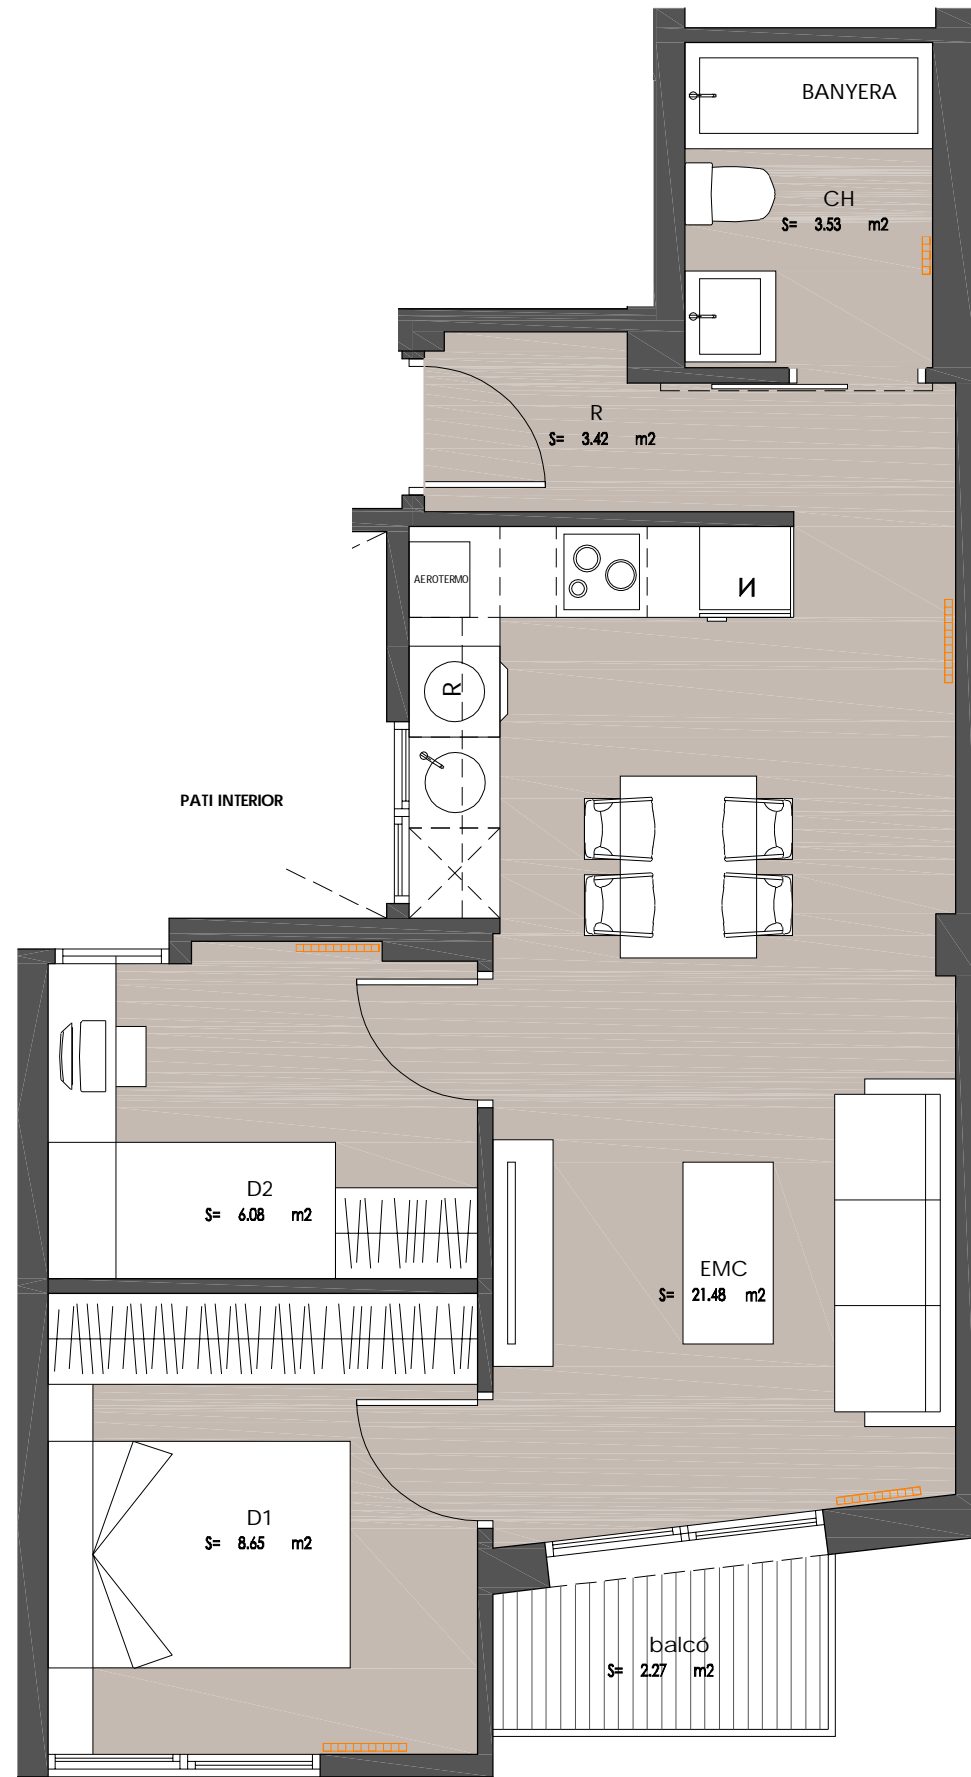 BANYERA
CH
S= 3.53 m2
R
S= 3.42 m2
AEROTERMO
N
R
PATI INTERIOR
D2
S= 6.08 m2
EMC
S= 21.48 m2
D1
S= 8.65 m2
balcó
S= 2.27 m2